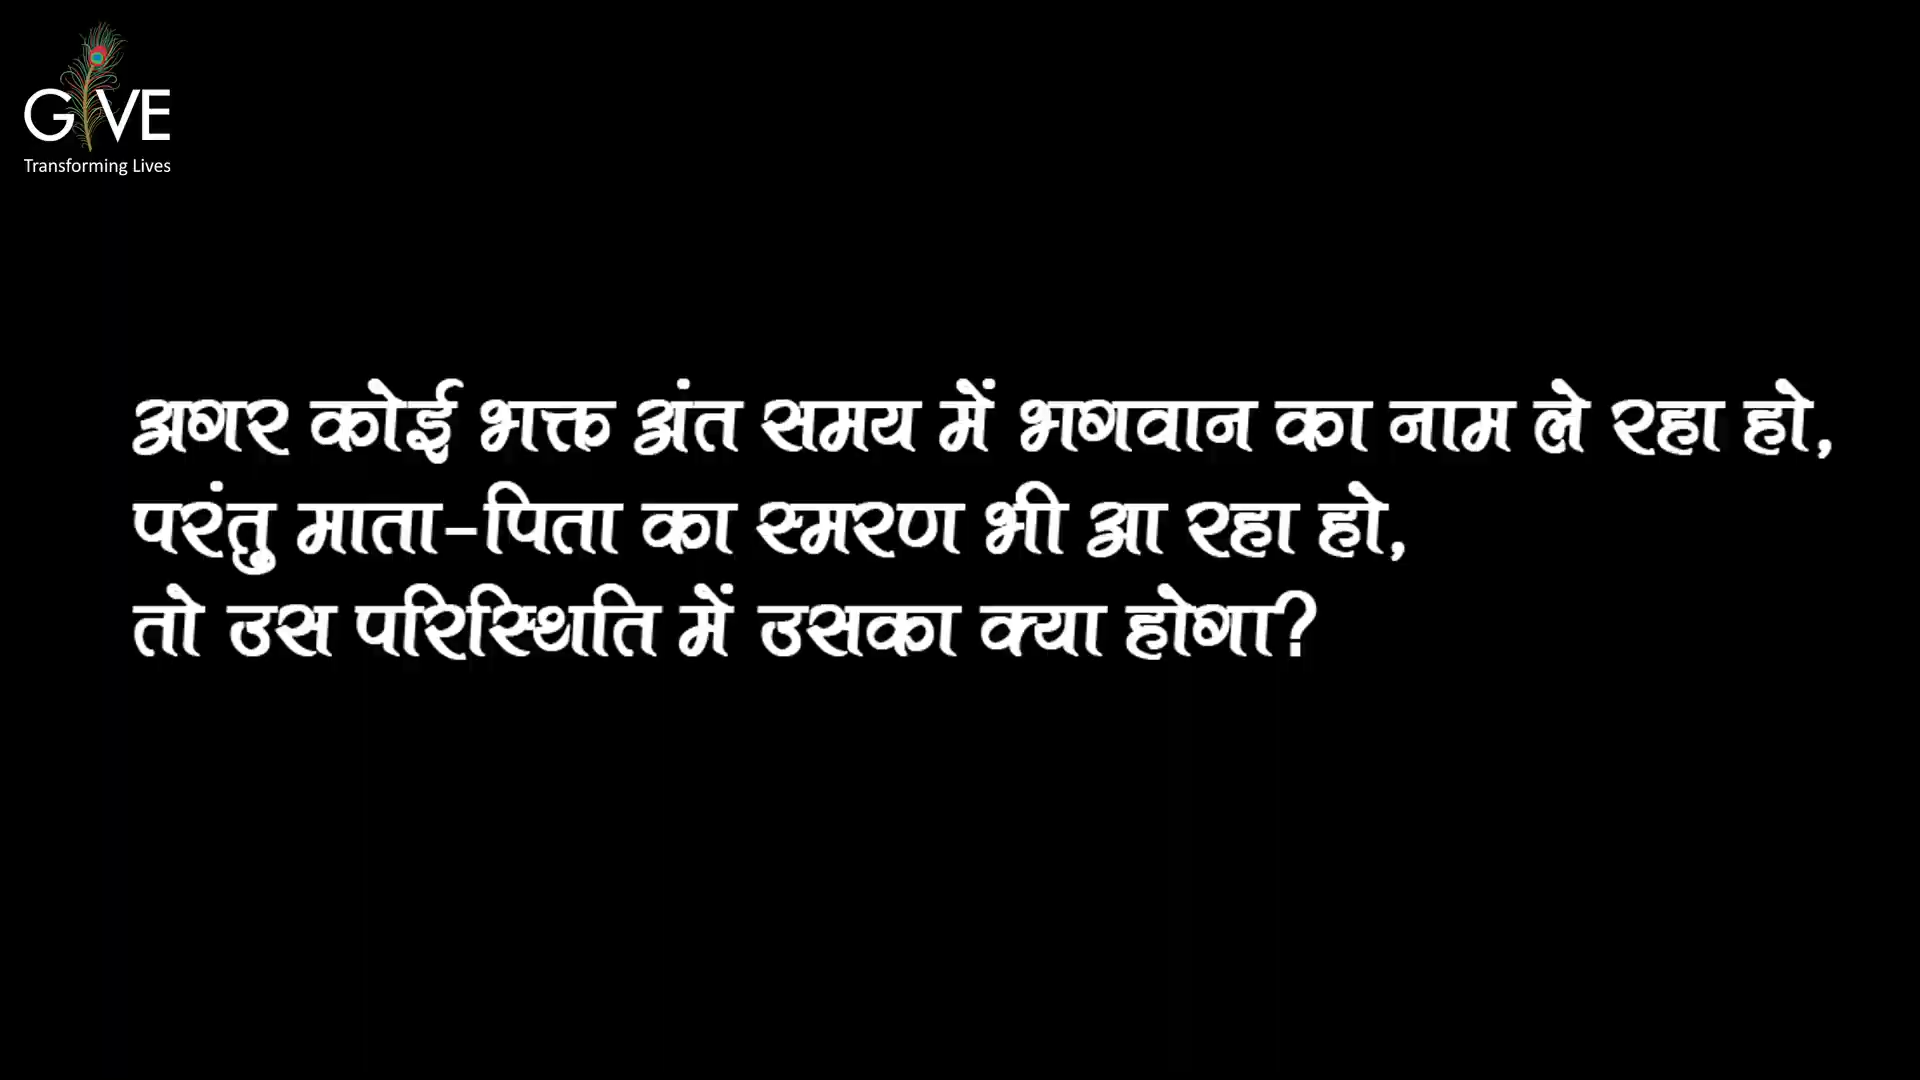 GIVE
Transforming Lives
अगर कोई भक्त अंत समय में भगवान का नाम ले रहा हो,
परंतु माता-पिता का स्मरण भी आ रहा हो,
तो उस परिस्थिति में उसका क्या होगा?